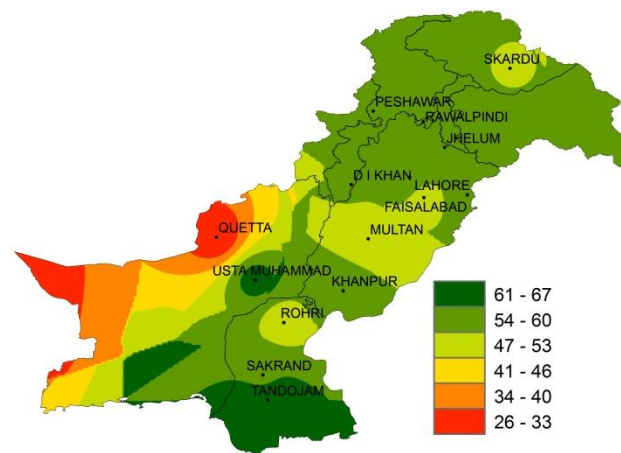 SKARDU
PESHAWAR
RAWALPINDI
JHELUM
D I KHAN
LAHORE
FAISALABAD
QUETTA
MULTAN
USTA MUHAMMAD
KHANPUR
ROHRI
SAKRAND
TANDOJAM
61 - 67
54 - 60
47 - 53
41 - 46
34 - 40
26 - 33